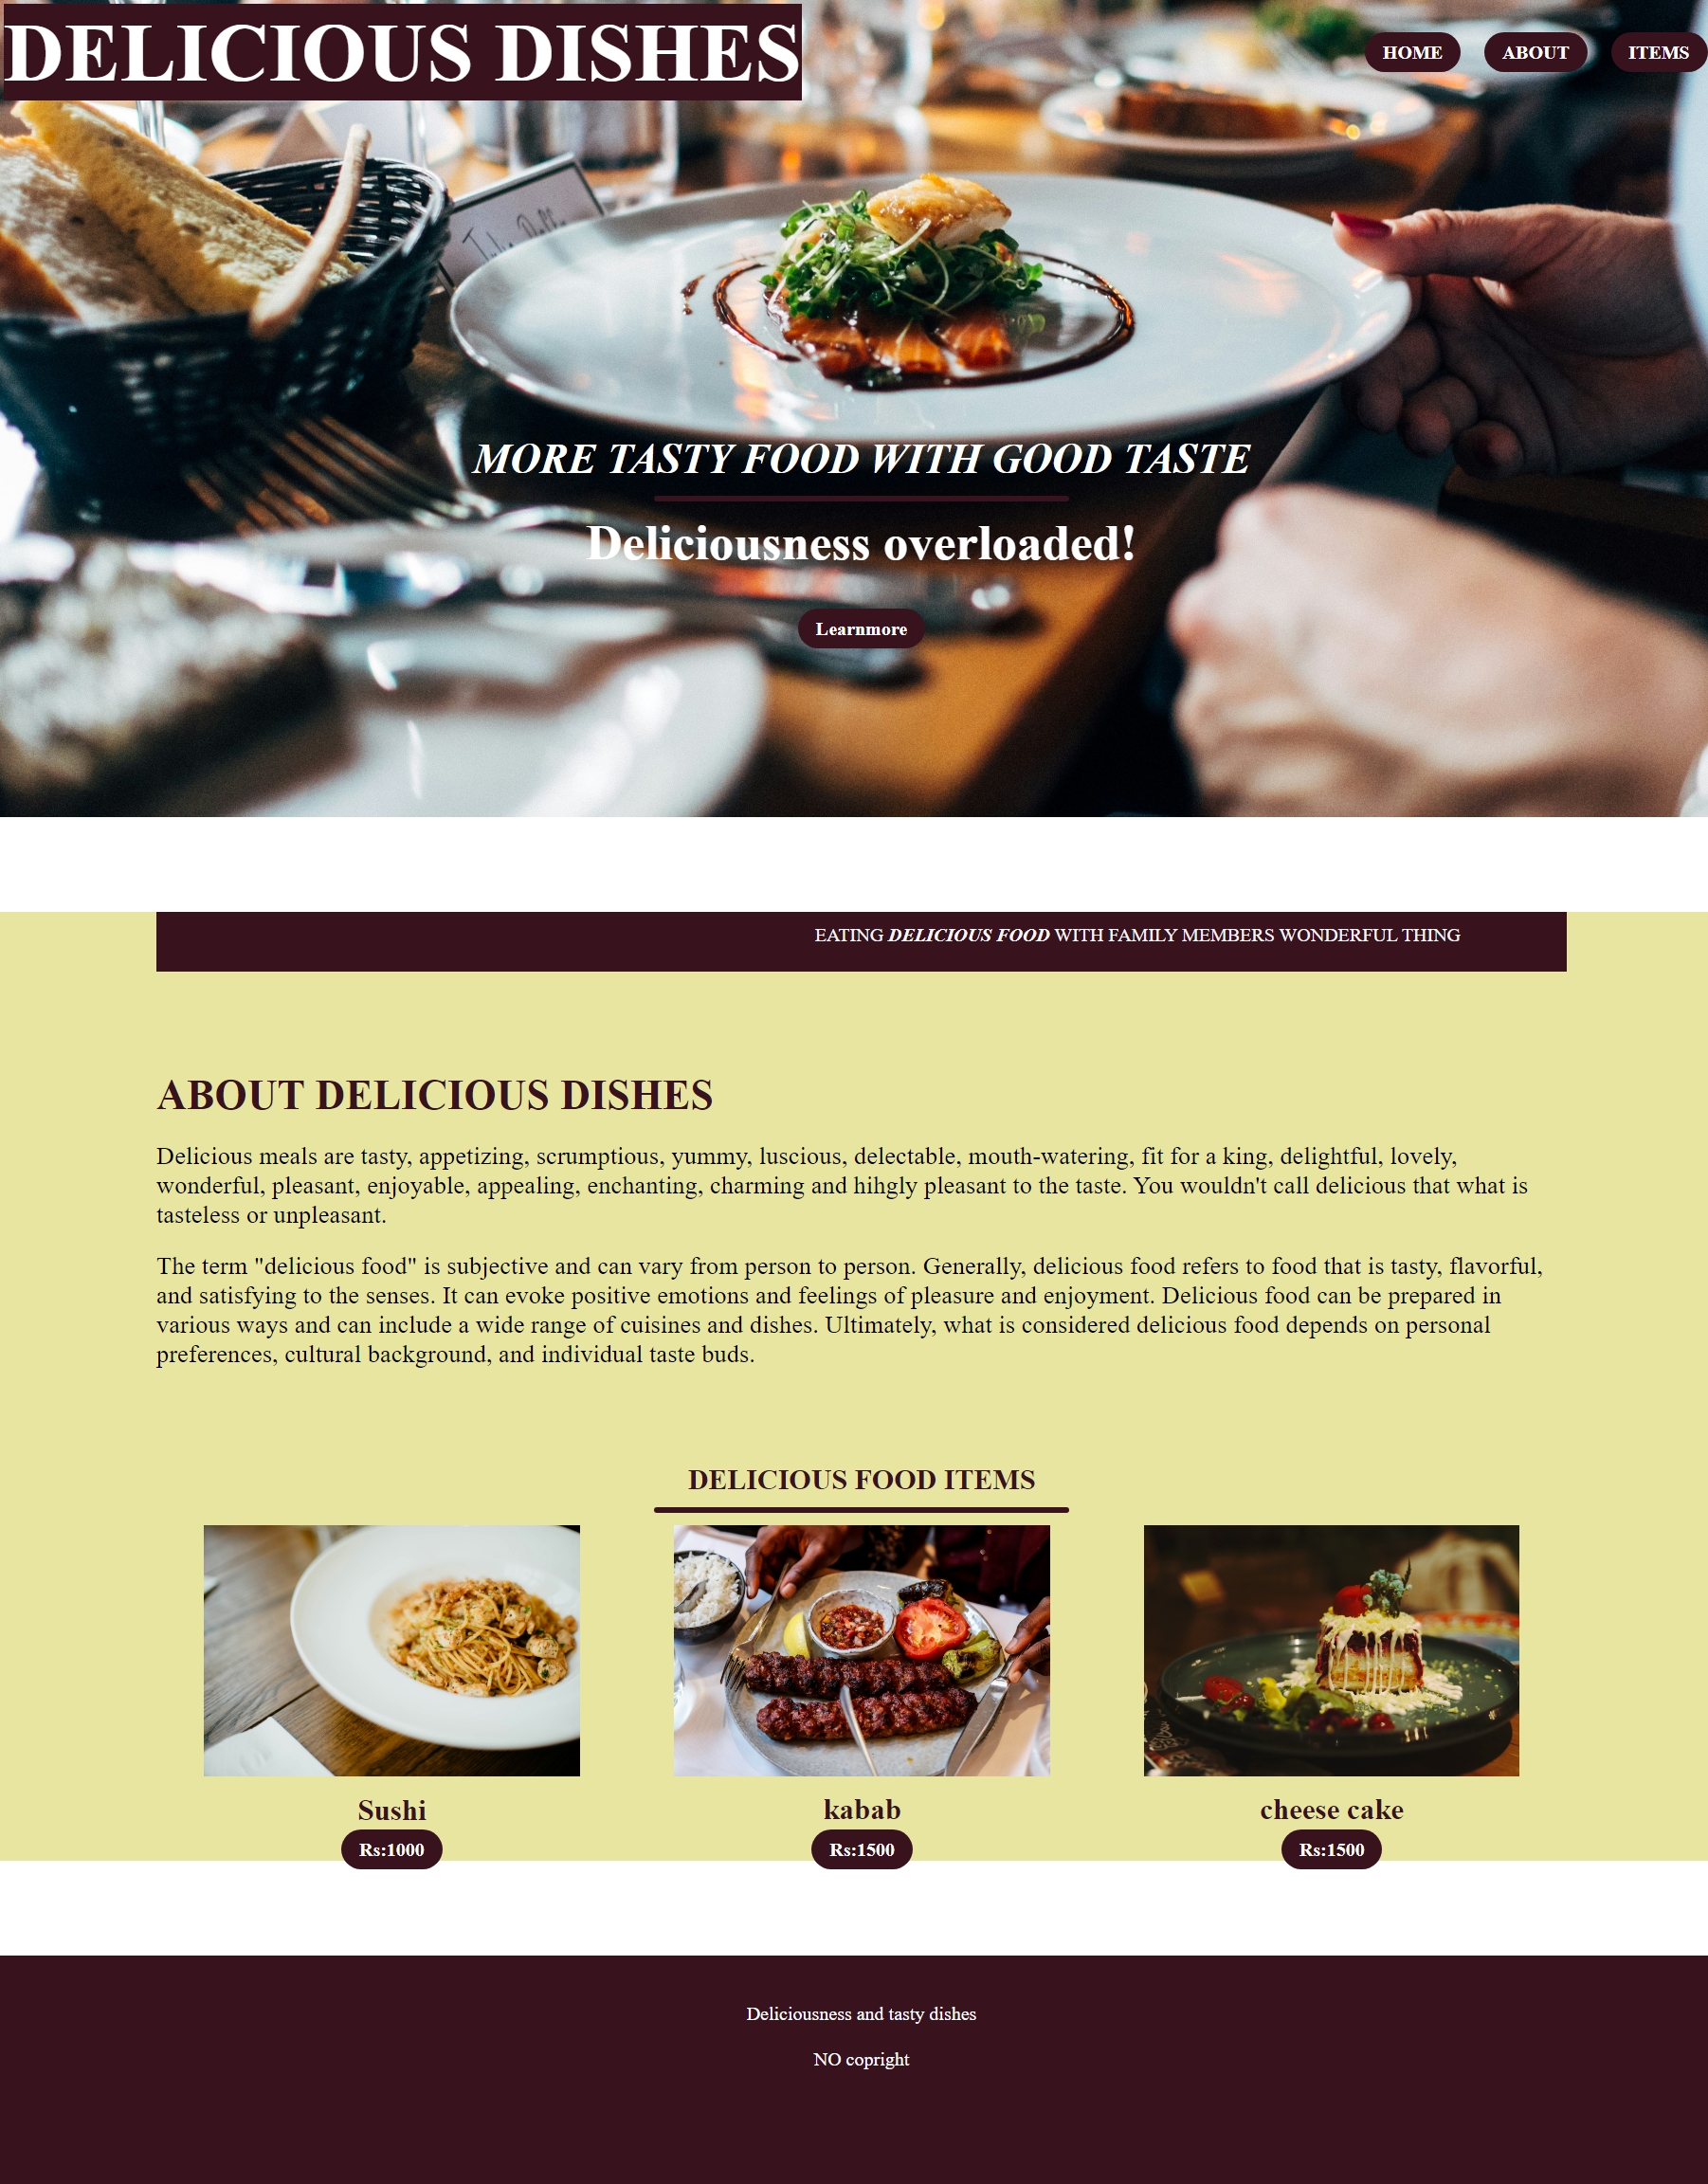 DELICIOUS DISHES
HOME ABOUT ITEMS
MORE TASTY FOOD WITH GOOD TASTE
Deliciousness overloaded!
Learnmore
EATING DELICIOUS FOOD WITH FAMILY MEMBERS WONDERFUL THING
ABOUT DELICIOUS DISHES
Delicious meals are tasty, appetizing, scrumptious, yummy, luscious, delectable, mouth-watering, fit for a king, delightful, lovely,
wonderful, pleasant, enjoyable, appealing, enchanting, charming and hihgly pleasant to the taste. You wouldn't call delicious that what is
tasteless or unpleasant.
The term "delicious food" is subjective and can vary from person to person. Generally, delicious food refers to food that is tasty, flavorful,
and satisfying to the senses. It can evoke positive emotions and feelings of pleasure and enjoyment. Delicious food can be prepared in
various ways and can include a wide range of cuisines and dishes. Ultimately, what is considered delicious food depends on personal
preferences, cultural background, and individual taste buds.
DELICIOUS FOOD ITEMS
Sushi kabab cheese cake
Rs:1000 Rs:1500 Rs:1500
Deliciousness and tasty dishes
NO copright